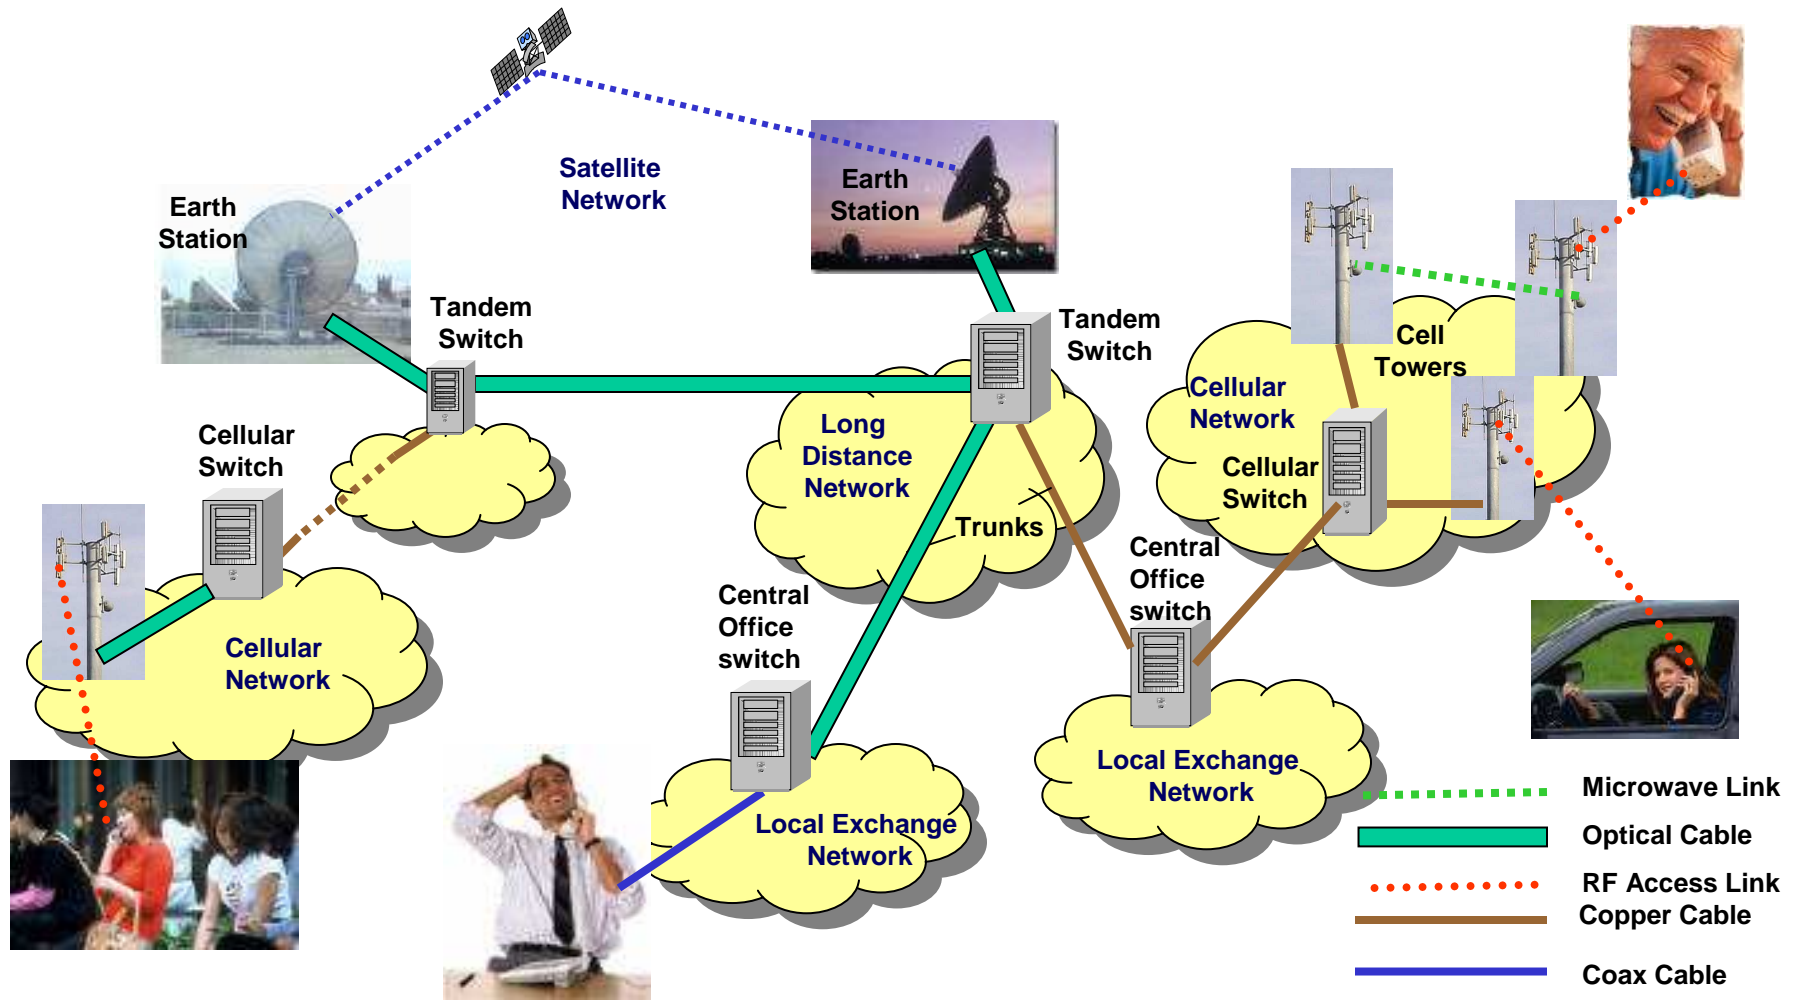 Satellite
Network
Earth
Station
Earth
Station
Tandem
Switch
Tandem
Switch
Cell
Towers
Cellular
Network
Cellular
Switch
Long
Distance
Network
Cellular
Switch
Trunks
Central
Office
switch
Central
Office
switch
Cellular
Network
Local Exchange
Network
Local Exchange
Network
Microwave Link
Optical Cable
RF Access Link
Copper Cable
Coax Cable